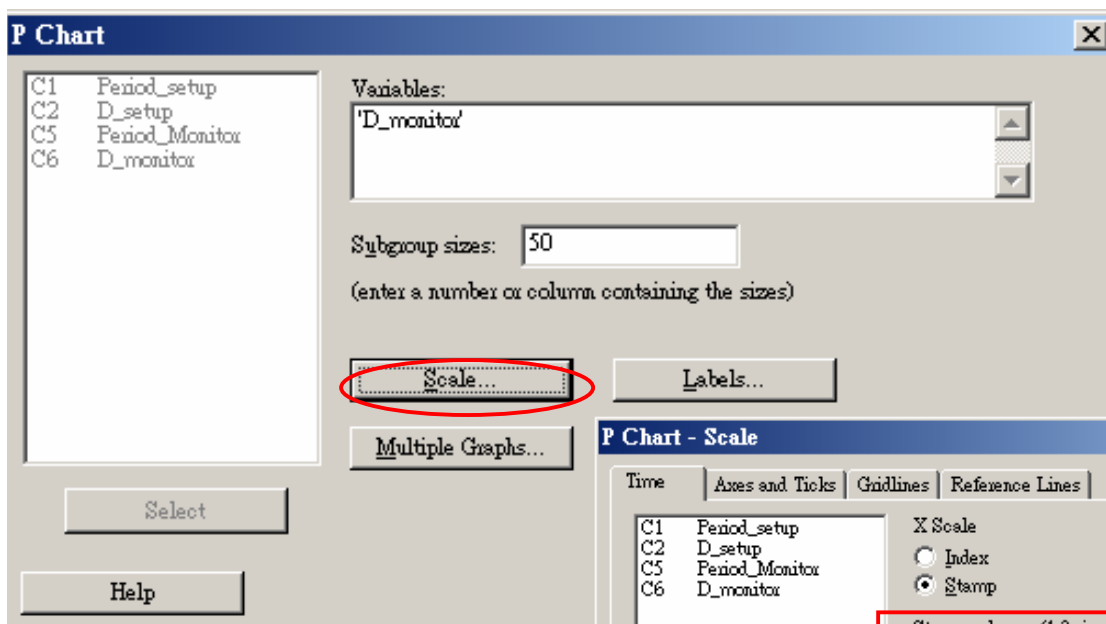 P Chart
C1 Period_setup
C2 D_setup
C5 Period_Monitor
C6 D_monitor
Variables:
'D_monitor'
Subgroup sizes: 50
(enter a number or column containing the sizes)
Scale...
Labels...
Multiple Graphs...
Select
Help
P Chart - Scale
Time
Axes and Ticks
Gridlines
Reference Lines
C1 Period_setup
C2 D_setup
C5 Period_Monitor
C6 D_monitor
X Scale
Index
Stamp